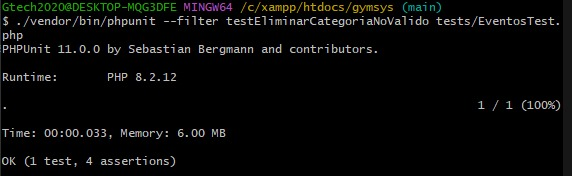 Gtech2020@DESKTOP-MQG3DFE MINGW64 /c/xampp/htdocs/gymsys (main)
$ ./vendor/bin/phpunit --filter testEliminarCategoriaNoValido tests/EventosTest.
php
PHPUnit 11.0.0 by Sebastian Bergmann and contributors.
Runtime:       PHP 8.2.12
.                                                                   1 / 1 (100%)
Time: 00:00.033, Memory: 6.00 MB
OK (1 test, 4 assertions)